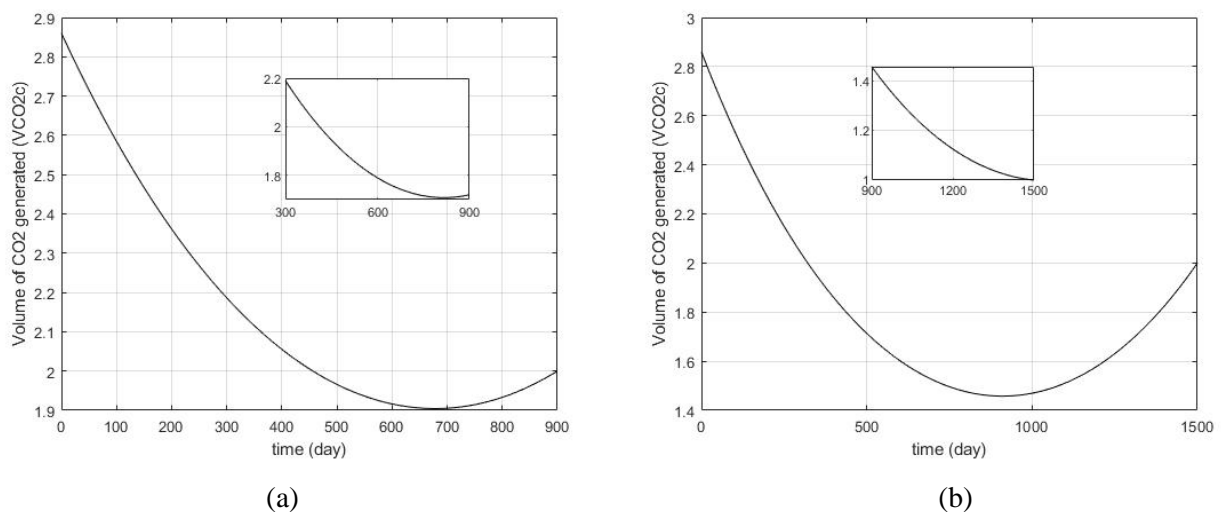 2.9
2.8
2.7
2.6
2.5
2.4
2.3
2.2
2.1
2
1.9
Volume of CO2 generated (VCO2c)
0 100 200 300 400 500 600 700 800 900
time (day)
2.2
2
1.8
300 600 900
(a)
3
2.8
2.6
2.4
2.2
2
1.8
1.6
1.4
Volume of CO2 generated (VCO2c)
0 500 1000 1500
time (day)
1.4
1.2
1
900 1200 1500
(b)